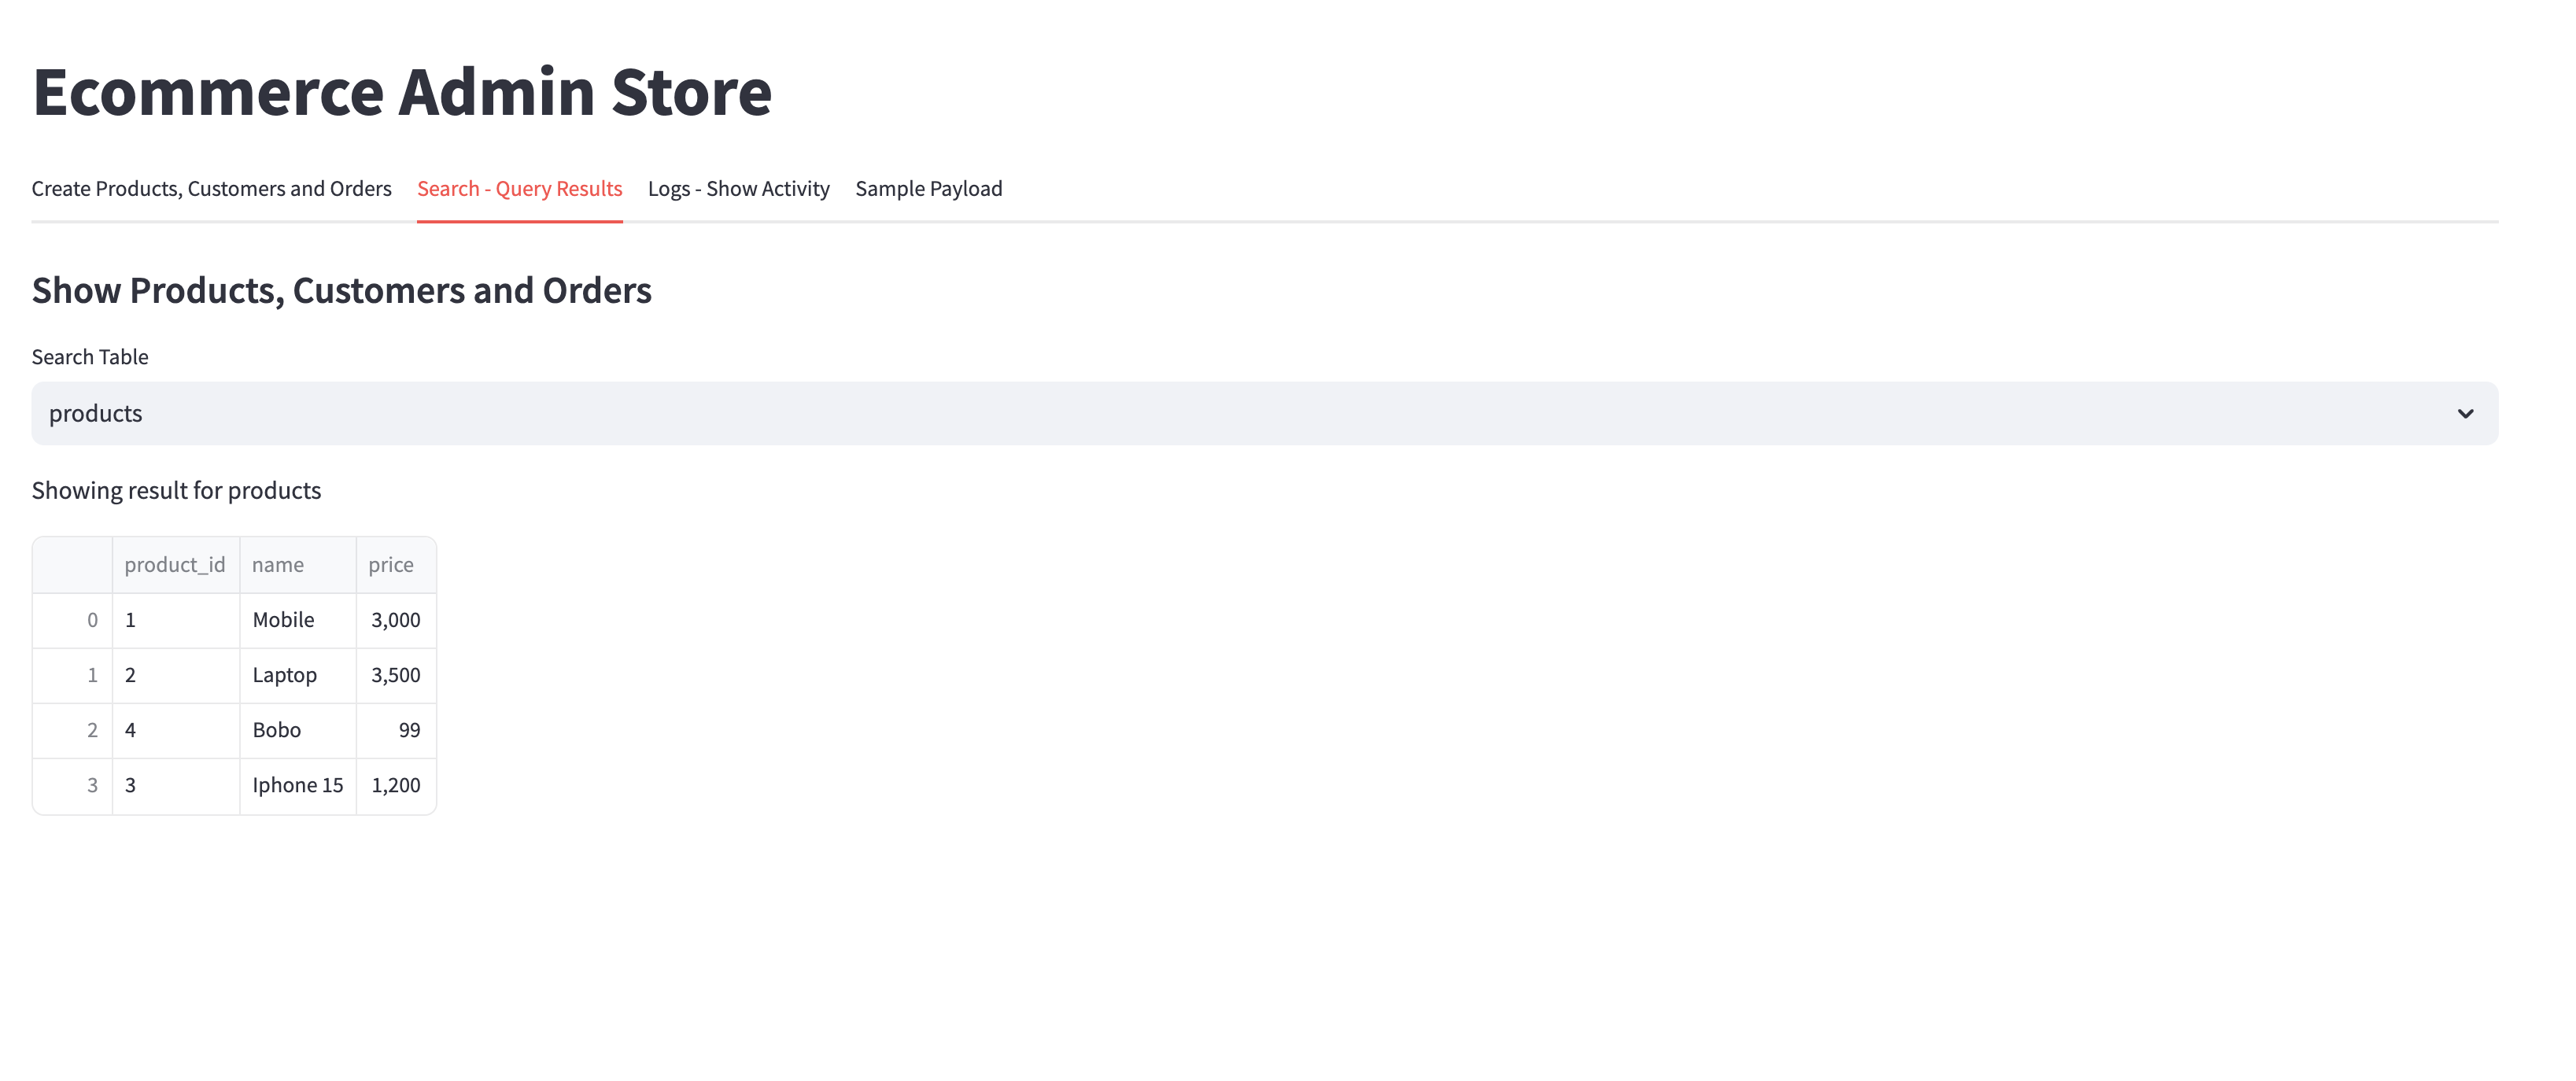 Ecommerce Admin Store
Create Products, Customers and Orders Search - Query Results Logs - Show Activity Sample Payload
Show Products, Customers and Orders
Search Table
products
Showing result for products
product_id name price
0 1 Mobile 3,000
1 2 Laptop 3,500
2 4 Bobo 99
3 3 Iphone 15 1,200